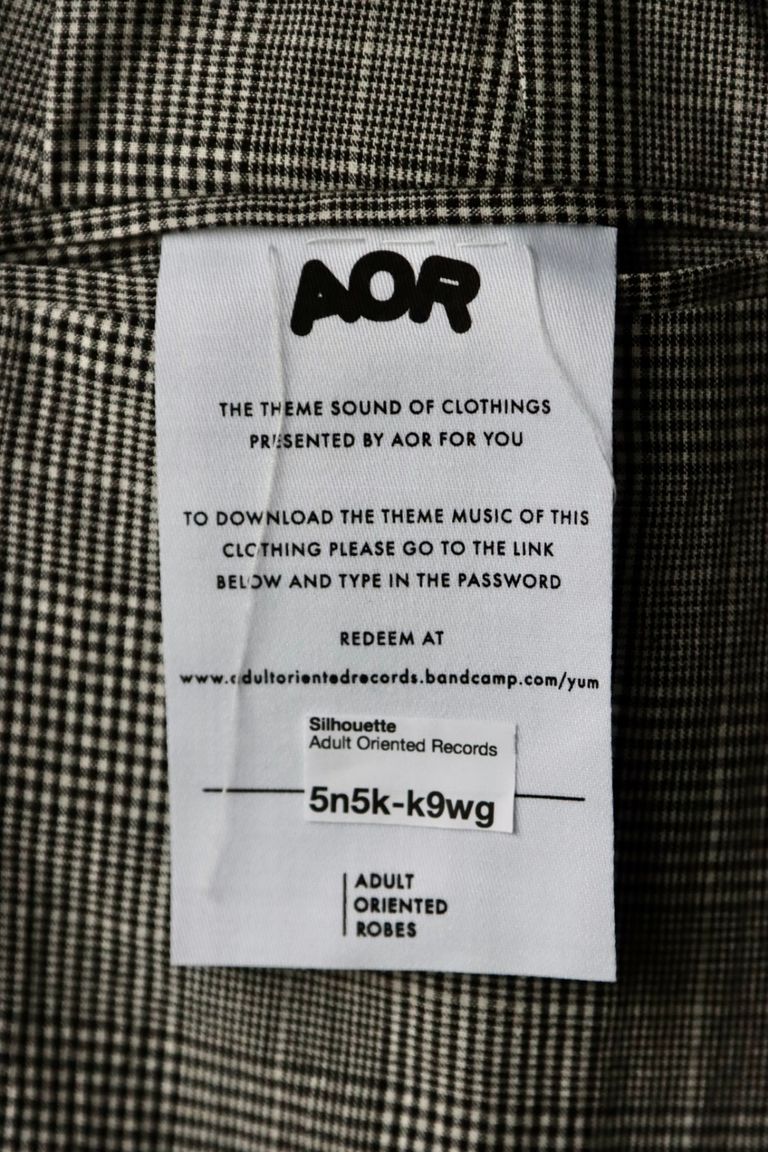 AOR
THE THEME SOUND OF CLOTHINGS
PRESENTED BY AOR FOR YOU
TO DOWNLOAD THE THEME MUSIC OF THIS
CLOTHING PLEASE GO TO THE LINK
BELOW AND TYPE IN THE PASSWORD
REDEEM AT
www.adultorientedrecords.bandcamp.com/yum
Silhouette
Adult Oriented Records
5n5k-k9wg
ADULT
ORIENTED
ROBES